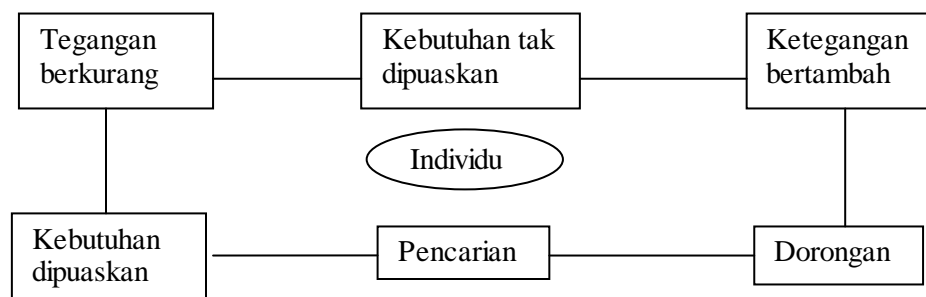 Tegangan
berkurang
Kebutuhan tak
dipuaskan
Ketegangan
bertambah
Individu
Kebutuhan
dipuaskan
Pencarian
Dorongan